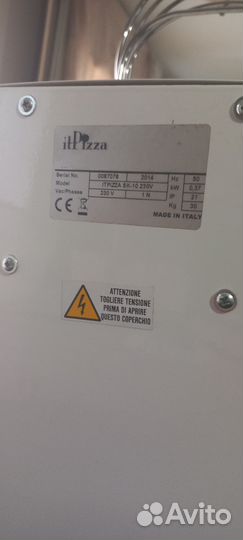 itPizza
Serial No. 0087078 2014 Hz 50
Model ITPIZZA SK-10 230V kW 0,37
Vac/Phases 230 V 1 N IP 21
CE Kg 35
MADE IN ITALY
ATTENZIONE
TOGLIERE TENSIONE
PRIMA DI APRIRE
QUESTO COPERCHIO
Avito